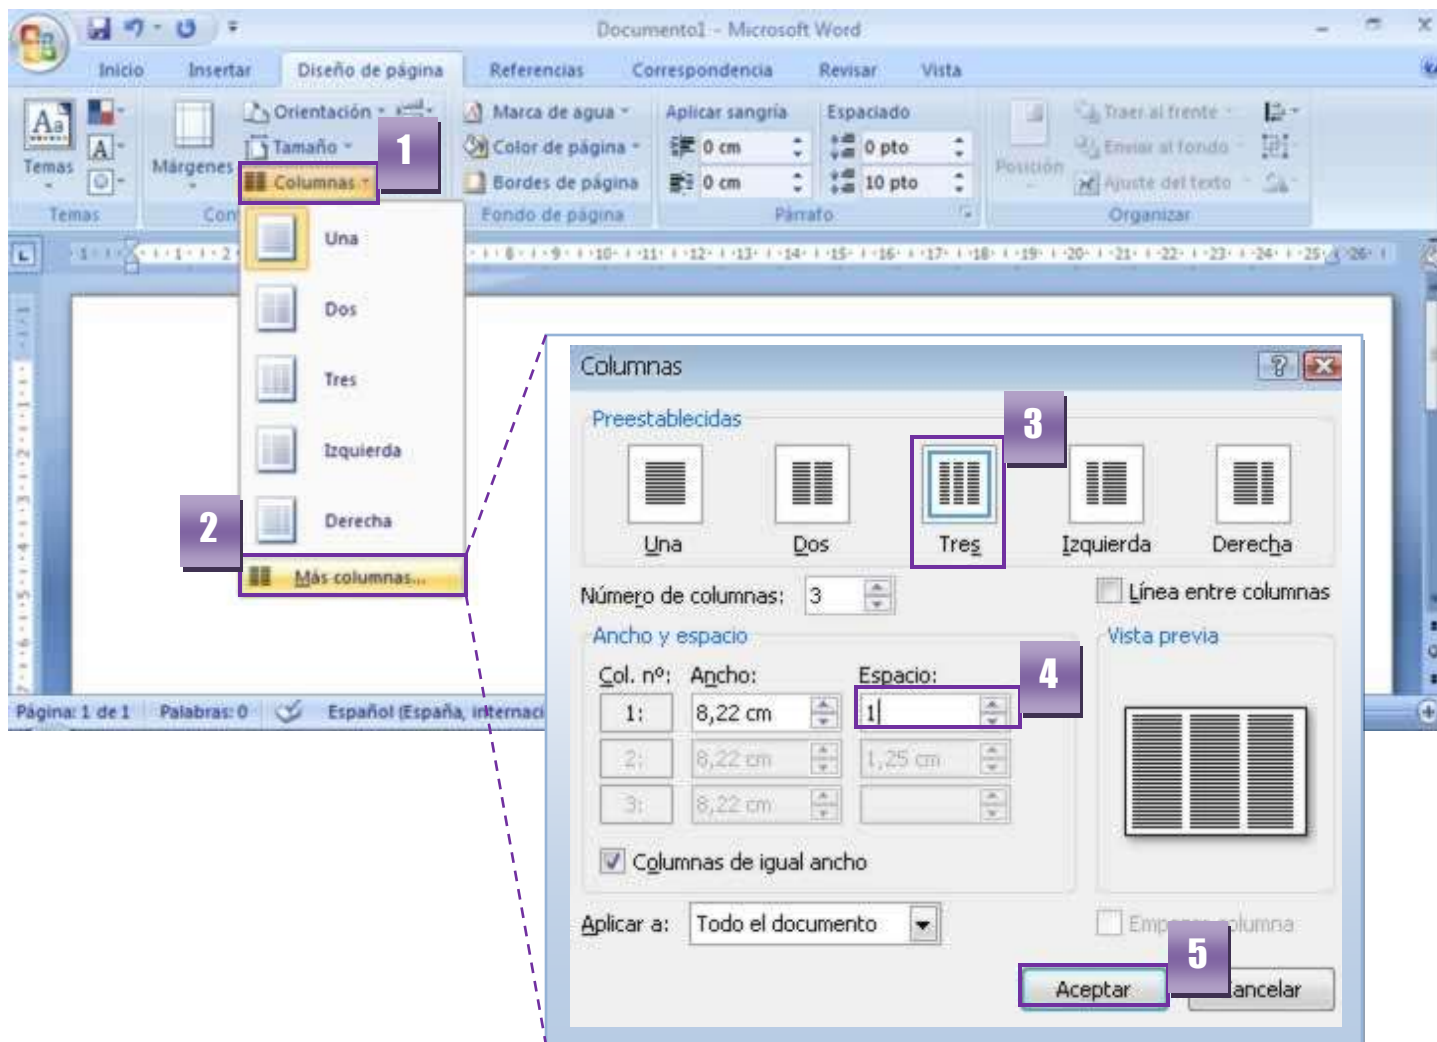 Documento1 - Microsoft Word
Inicio Insertar Diseño de página Referencias Correspondencia Revisar Vista
Orientación Marca de agua Aplicar sangría Espaciado Traer al frente
Aa Tamaño 1 Color de página 0 cm 0 pto Enviar al fondo
Temas Márgenes Columnas Bordes de página 0 cm 10 pto Posición Ajuste del texto
Temas Fondo de página Párrafo Organizar
Una
Dos
Tres
Izquierda
2 Derecha
Más columnas...
Página: 1 de 1 Palabras: 0 Español (España,
Columnas
Preestablecidas 3
Una Dos Tres Izquierda Derecha
Número de columnas: 3 Línea entre columnas
Ancho y espacio Vista previa
Col. nº: Ancho: Espacio: 4
1: 8,22 cm 1
2: 8,22 cm 1,25 cm
3: 8,22 cm
Columnas de igual ancho
Aplicar a: Todo el documento
5
Aceptar